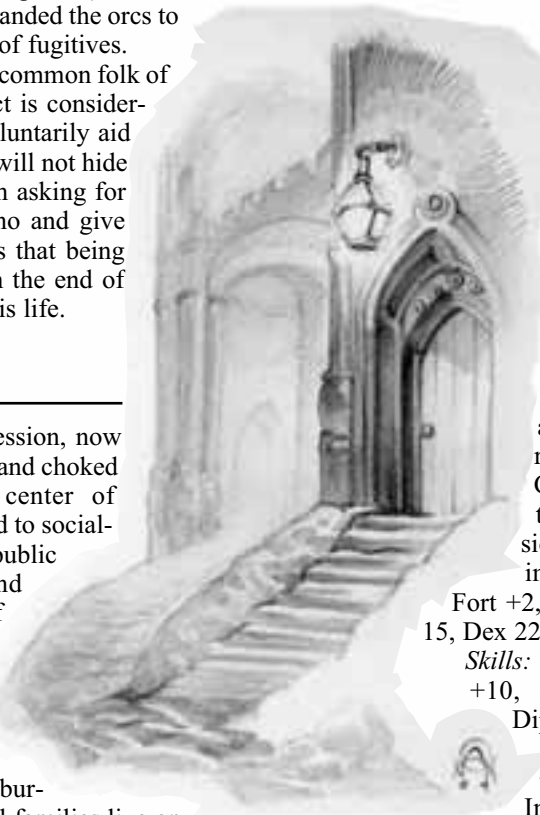 anded the orcs to
of fugitives.
common folk of
ct is consider-
luntarily aid
will not hide
n asking for
no and give
s that being
n the end of
is life.
ession, now
and choked
center of
d to social-
public
nd
f
bur-
l families live on
sic
in
Fort +2,
15, Dex 22
Skills:
+10,
Dip
In